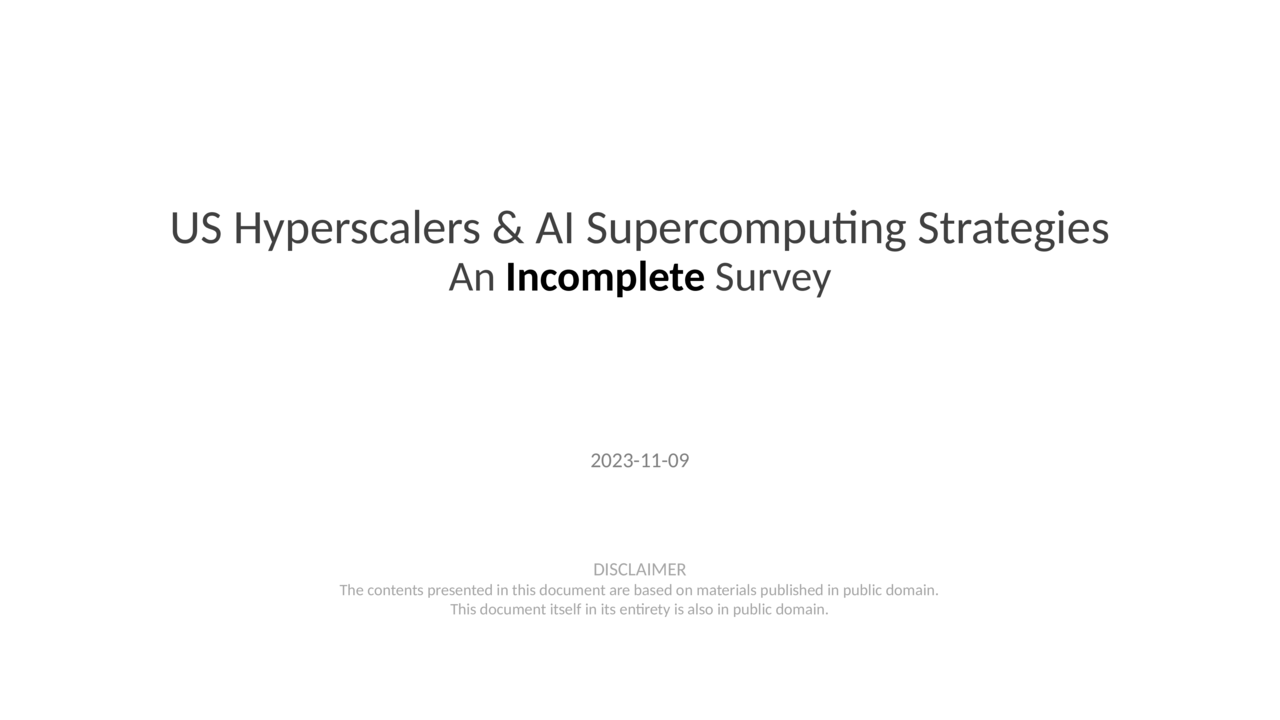 US Hyperscalers & AI Supercomputing Strategies
An Incomplete Survey
2023-11-09
DISCLAIMER
The contents presented in this document are based on materials published in public domain.
This document itself in its entirety is also in public domain.